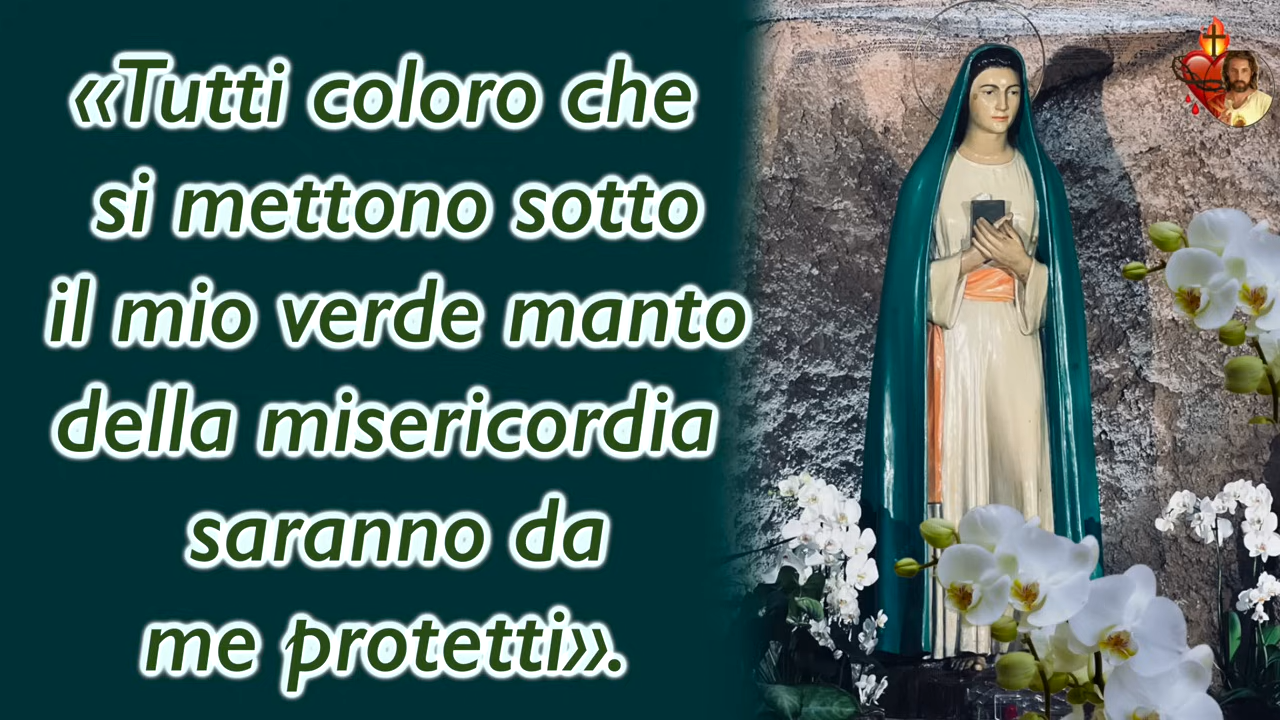 «Tutti coloro che
si mettono sotto
il mio verde manto
della misericordia
saranno da
me protetti».